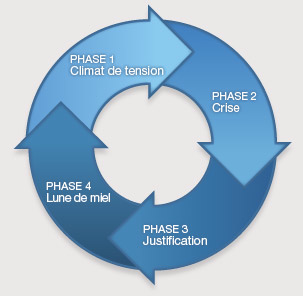 PHASE 1
Climat de tension
PHASE 2
Crise
PHASE 3
Justification
PHASE 4
Lune de miel